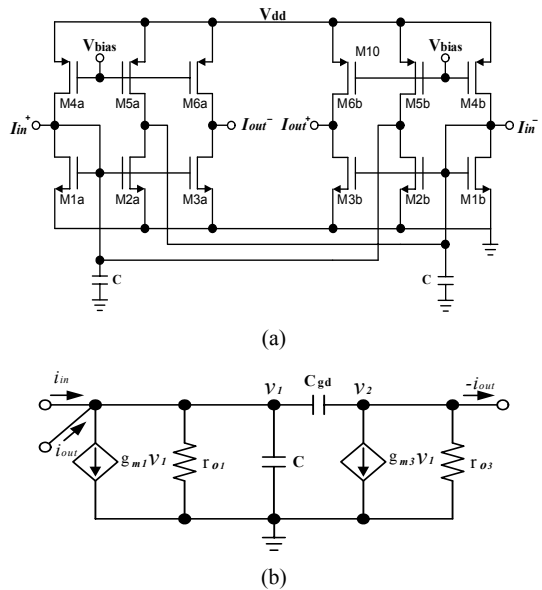 Vdd
Vbias
Vbias
M10
M4a
M5a
M6a
M6b
M5b
M4b
Iin+
Iout-
Iout+
Iin-
M1a
M2a
M3a
M3b
M2b
M1b
C
C
(a)
iin
v1
Cgd
v2
-iout
iout
gm1v1
ro1
C
gm3v1
ro3
(b)